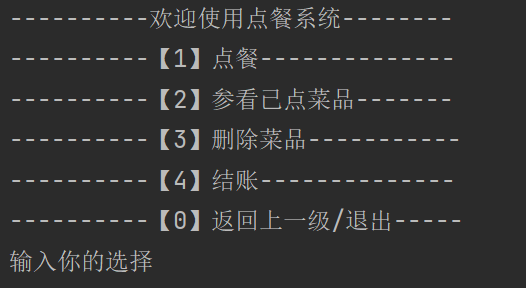 ----------欢迎使用点餐系统--------
----------【1】点餐--------------
----------【2】参看已点菜品-------
----------【3】删除菜品-----------
----------【4】结账--------------
----------【0】返回上一级/退出-----
输入你的选择